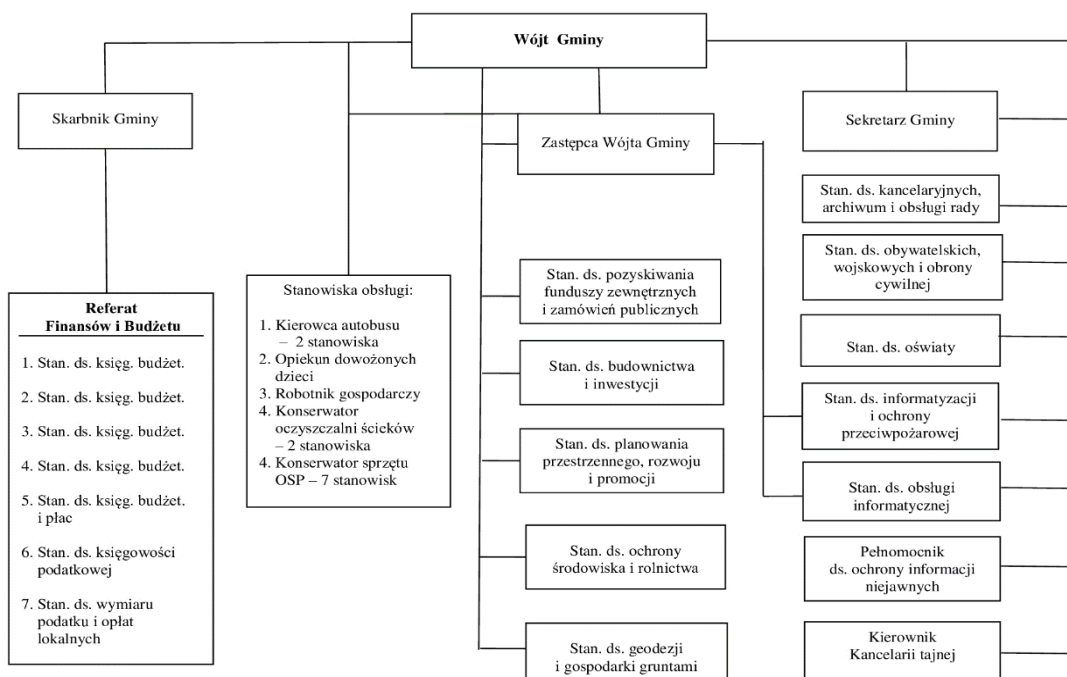 Wójt Gminy
Skarbnik Gminy
Zastępca Wójta Gminy
Sekretarz Gminy
Referat
Finansów i Budżetu
1. Stan. ds. księg. budżet.
2. Stan. ds. księg. budżet.
3. Stan. ds. księg. budżet.
4. Stan. ds. księg. budżet.
5. Stan. ds. księg. budżet.
i płac
6. Stan. ds. księgowości
podatkowej
7. Stan. ds. wymiaru
podatku i opłat
lokalnych
Stanowiska obsługi:
1. Kierowca autobusu
– 2 stanowiska
2. Opiekun dowożonych
dzieci
3. Robotnik gospodarczy
4. Konserwator
oczyszczalni ścieków
– 2 stanowiska
4. Konserwator sprzętu
OSP – 7 stanowisk
Stan. ds. pozyskiwania
funduszy zewnętrznych
i zamówień publicznych
Stan. ds. budownictwa
i inwestycji
Stan. ds. planowania
przestrzennego, rozwoju
i promocji
Stan. ds. ochrony
środowiska i rolnictwa
Stan. ds. geodezji
i gospodarki gruntami
Stan. ds. kancelaryjnych,
archiwum i obsługi rady
Stan. ds. obywatelskich,
wojskowych i obrony
cywilnej
Stan. ds. oświaty
Stan. ds. informatyzacji
i ochrony
przeciwpożarowej
Stan. ds. obsługi
informatycznej
Pełnomocnik
ds. ochrony informacji
niejawnych
Kierownik
Kancelarii tajnej